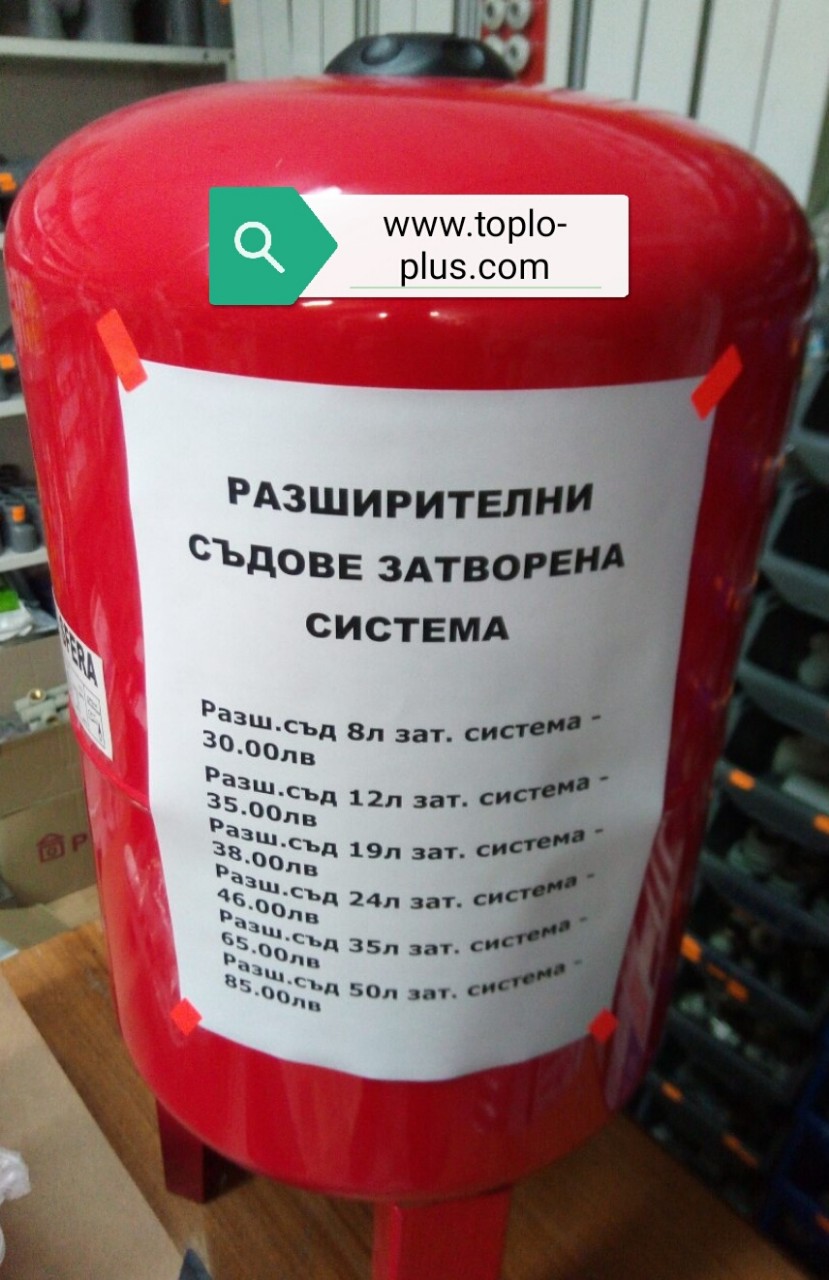 www.toplo-
plus.com
РАЗШИРИТЕЛНИ
СЪДОВЕ ЗАТВОРЕНА
СИСТЕМА
Разш.съд 8л зат. система -
30.00лв
Разш.съд 12л зат. система -
35.00лв
Разш.съд 19л зат. система -
38.00лв
Разш.съд 24л зат. система -
46.00лв
Разш.съд 35л зат. система -
65.00лв
Разш.съд 50л зат. система -
85.00лв